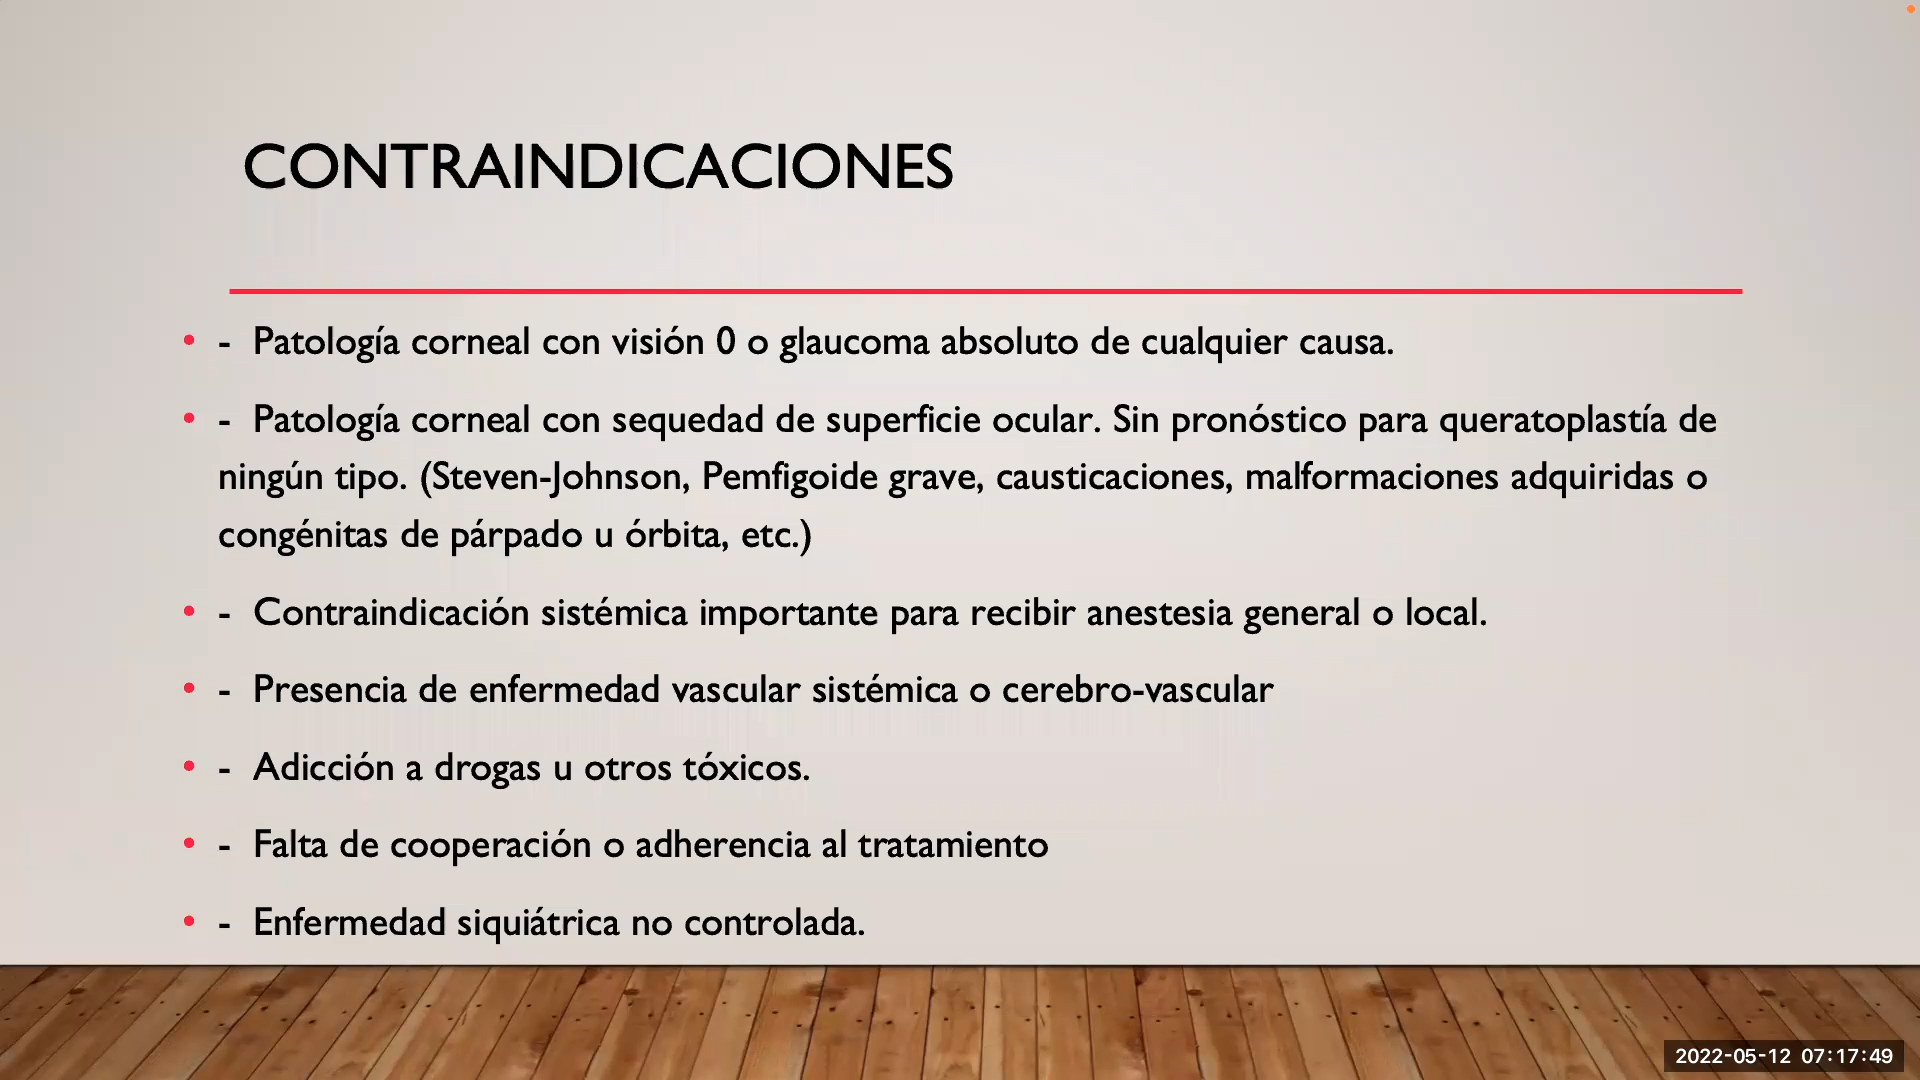 CONTRAINDICACIONES
• - Patología corneal con visión 0 o glaucoma absoluto de cualquier causa.
• - Patología corneal con sequedad de superficie ocular. Sin pronóstico para queratoplastía de
ningún tipo. (Steven-Johnson, Pemfigoide grave, causticaciones, malformaciones adquiridas o
congénitas de párpado u órbita, etc.)
• - Contraindicación sistémica importante para recibir anestesia general o local.
• - Presencia de enfermedad vascular sistémica o cerebro-vascular
• - Adicción a drogas u otros tóxicos.
• - Falta de cooperación o adherencia al tratamiento
• - Enfermedad siquiátrica no controlada.
2022-05-12 07:17:49